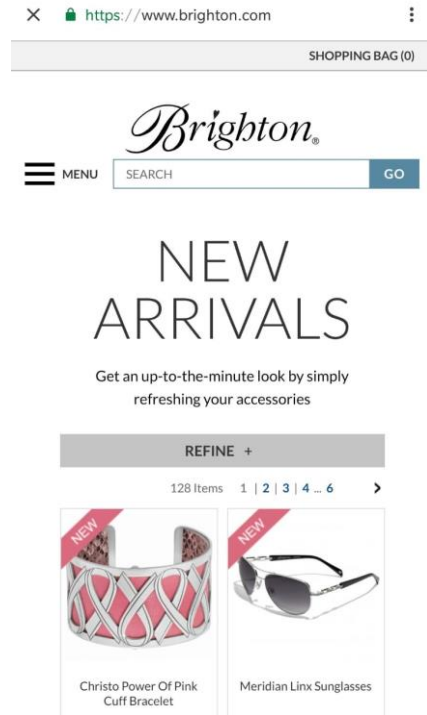 https://www.brighton.com
SHOPPING BAG (0)
Brighton®
MENU
SEARCH
GO
NEW
ARRIVALS
Get an up-to-the-minute look by simply
refreshing your accessories
REFINE +
128 Items 1 | 2 | 3 | 4 ... 6 >
NEW
NEW
Christo Power Of Pink
Cuff Bracelet
Meridian Linx Sunglasses